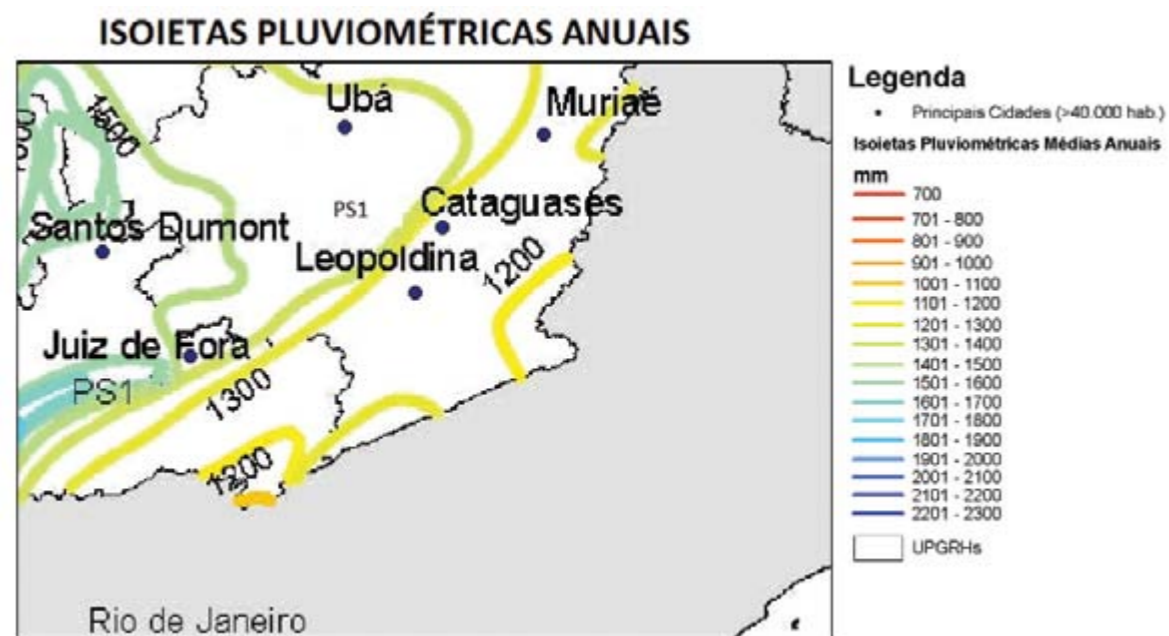 ISOIETAS PLUVIOMÉTRICAS ANUAIS
1500
Ubá
Muriaé
PS1
Cataguases
Santos Dumont
Leopoldina
1200
Juiz de Fora
PS1
1300
1200
Rio de Janeiro
Legenda
Principais Cidades (>40.000 hab.)
Isoietas Pluviométricas Médias Anuais
mm
700
701 - 800
801 - 900
901 - 1000
1001 - 1100
1101 - 1200
1201 - 1300
1301 - 1400
1401 - 1500
1501 - 1600
1601 - 1700
1701 - 1800
1801 - 1900
1901 - 2000
2001 - 2100
2101 - 2200
2201 - 2300
UPGRHs